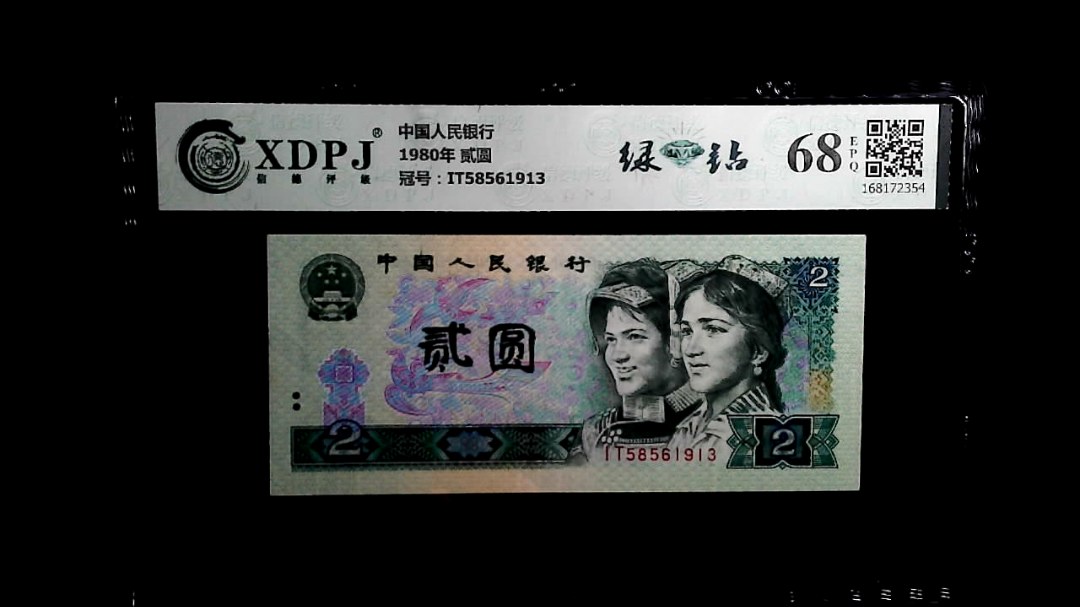 XDPJ®
信德评级
中国人民银行
1980年 贰圆
冠号：IT58561913
绿钻
68
EPQ
168172354
中国人民银行
2
贰圆
2
2
IT58561913